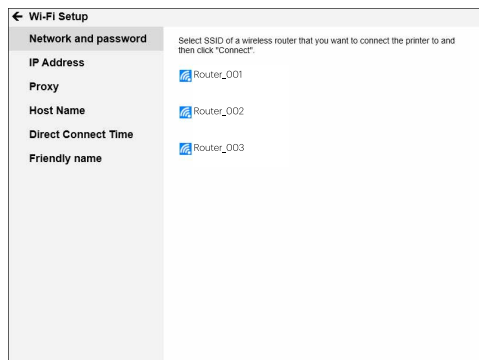 Wi-Fi Setup
Network and password
IP Address
Proxy
Host Name
Direct Connect Time
Friendly name
Select SSID of a wireless router that you want to connect the printer to and
then click "Connect".
Router_001
Router_002
Router_003